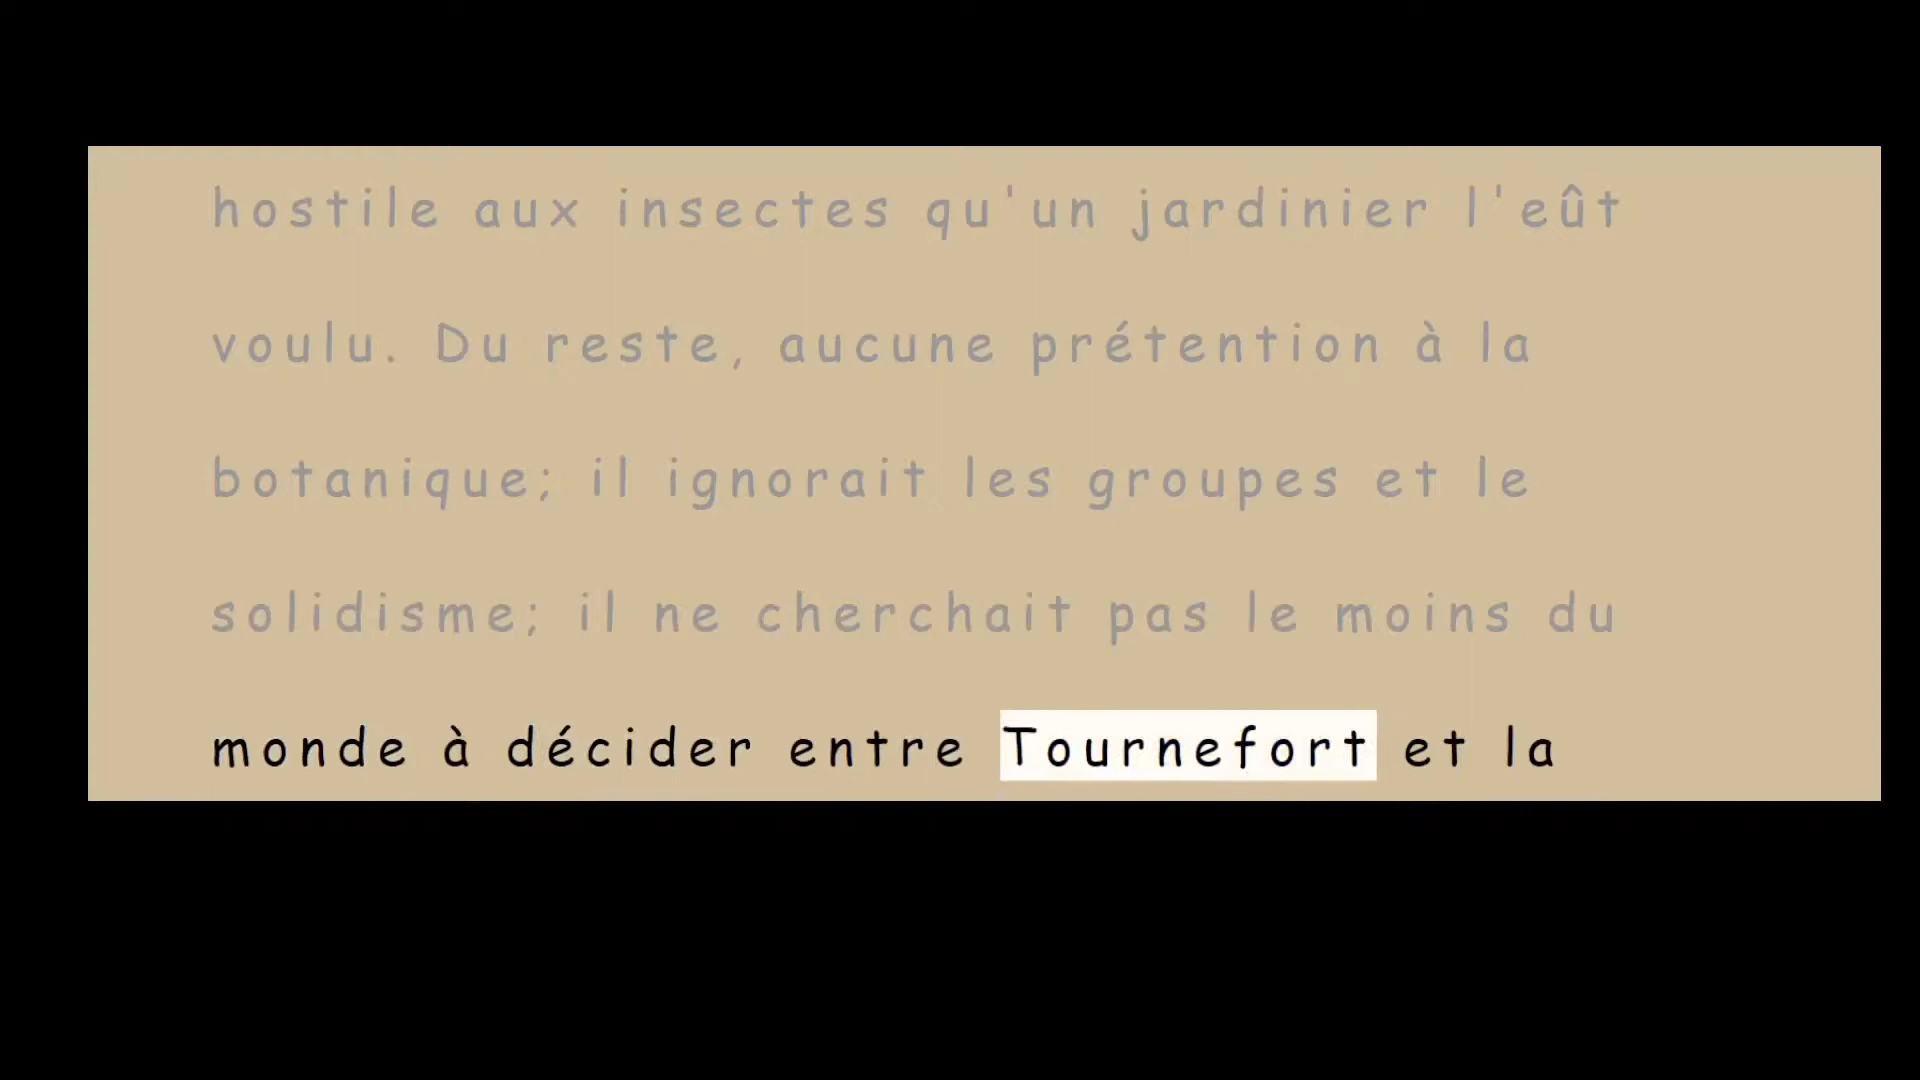 hostile aux insectes qu'un jardinier l'eût
voulu. Du reste, aucune prétention à la
botanique; il ignorait les groupes et le
solidisme; il ne cherchait pas le moins du
monde à décider entre Tournefort et la